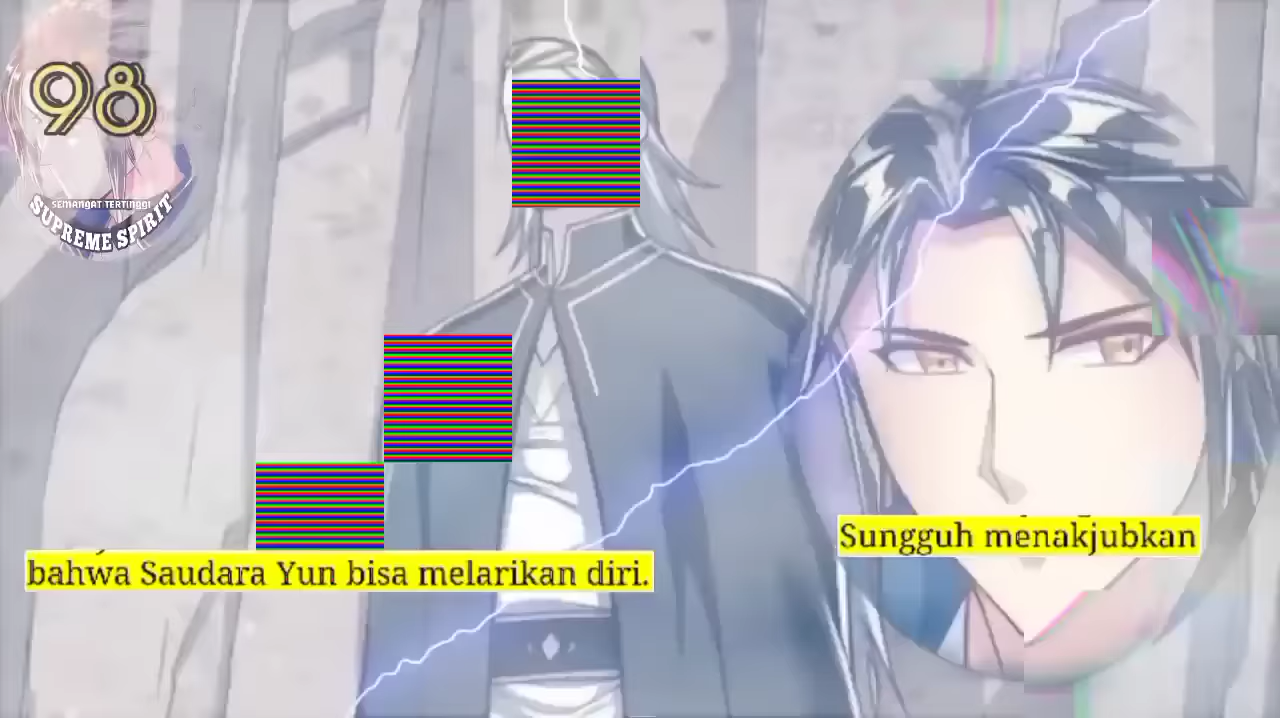 98
SEMANGAT TERTINGGI
SUPREME SPIRIT
Sungguh menakjubkan
bahwa Saudara Yun bisa melarikan diri.